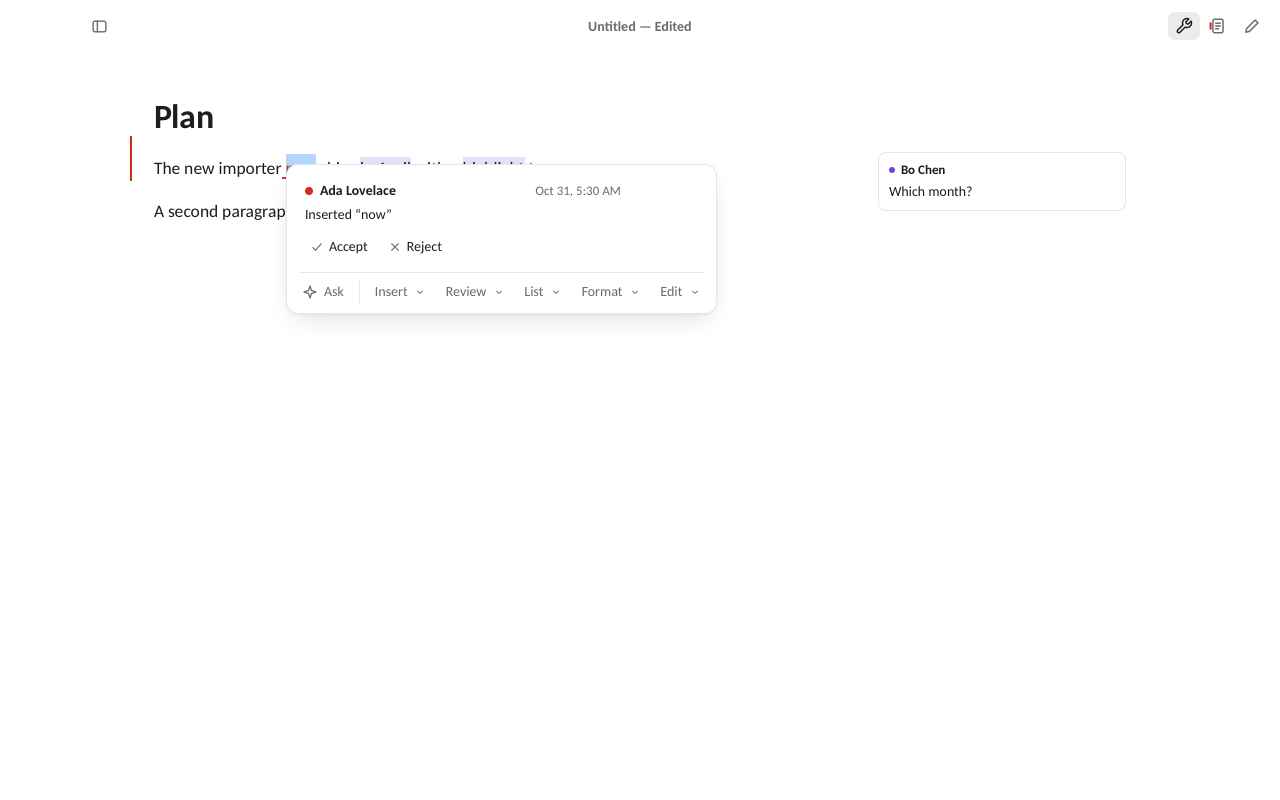 Untitled — Edited
Plan
The new importer
A second paragrap
Bo Chen
Which month?
Ada Lovelace
Oct 31, 5:30 AM
Inserted “now”
Accept
Reject
Ask
Insert
Review
List
Format
Edit